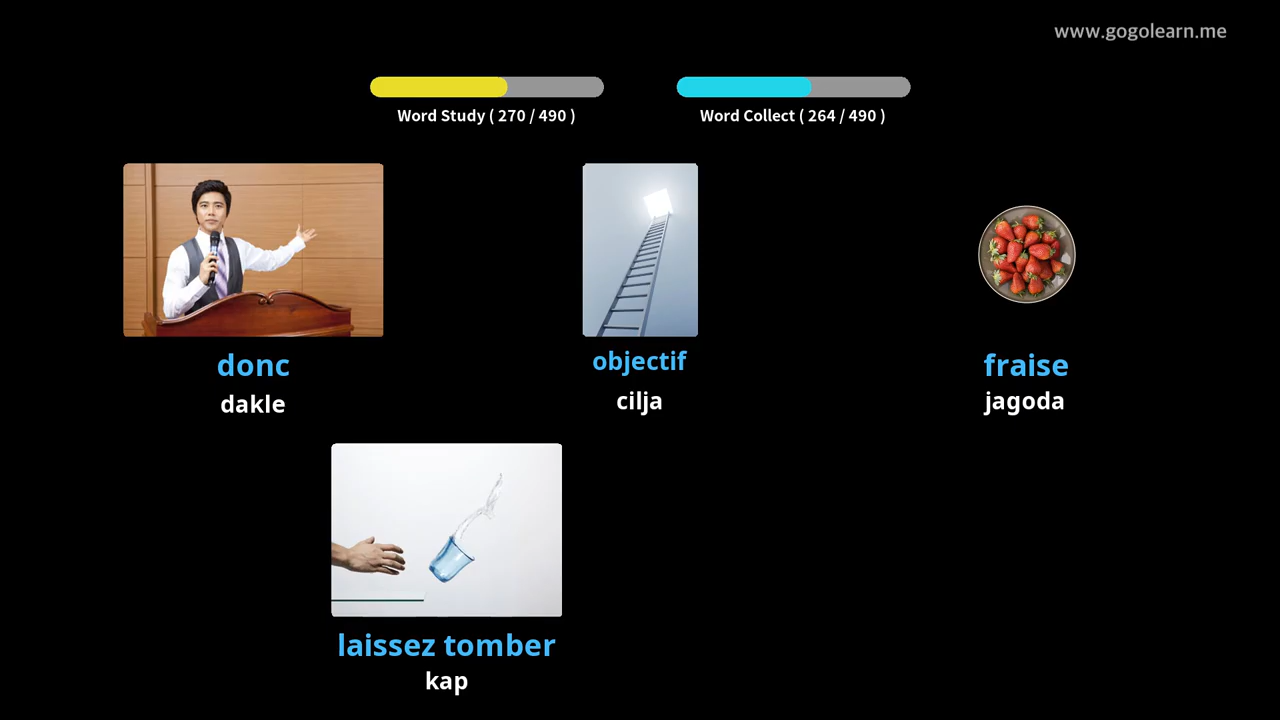 www.gogolearn.me
Word Study ( 270 / 490 )
Word Collect ( 264 / 490 )
donc
dakle
objectif
cilja
fraise
jagoda
laissez tomber
kap